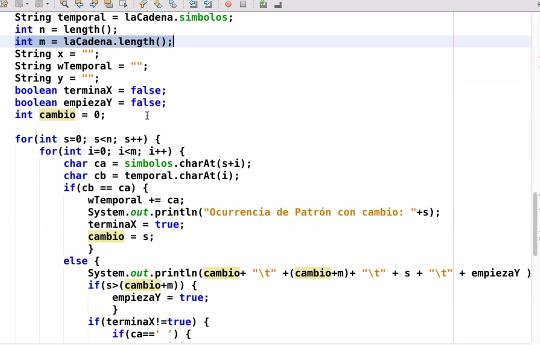 String temporal = laCadena.simbolos;
int n = length();
int m = laCadena.length();
String x = "";
String wTemporal = "";
String y = "";
boolean terminaX = false;
boolean empiezaY = false;
int cambio = 0;
for(int s=0; s<n; s++) {
for(int i=0; i<m; i++) {
char ca = simbolos.charAt(s+i);
char cb = temporal.charAt(i);
if(cb == ca) {
wTemporal += ca;
System.out.println("Ocurrencia de Patrón con cambio: "+s);
terminaX = true;
cambio = s;
}
else {
System.out.println(cambio+ "\t" +(cambio+m)+ "\t" + s + "\t" + empiezaY )
if(s>(cambio+m)) {
empiezaY = true;
}
if(terminaX!=true) {
if(ca==' ') {